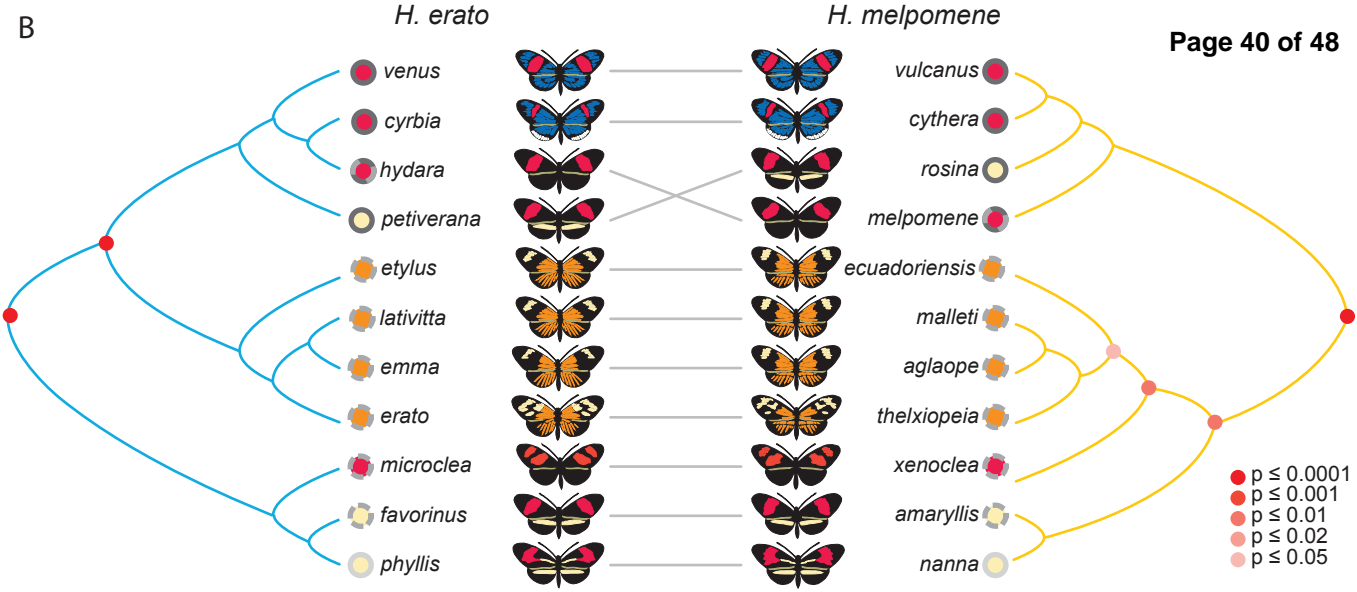 B
H. erato
H. melpomene
Page 40 of 48
venus
vulcanus
cyrbia
cythera
hydara
rosina
petiverana
melpomene
etylus
ecuadoriensis
lativitta
malleti
emma
aglaope
erato
thelxiopeia
microclea
xenoclea
favorinus
amaryllis
phyllis
nanna
p ≤ 0.0001
p ≤ 0.001
p ≤ 0.01
p ≤ 0.02
p ≤ 0.05